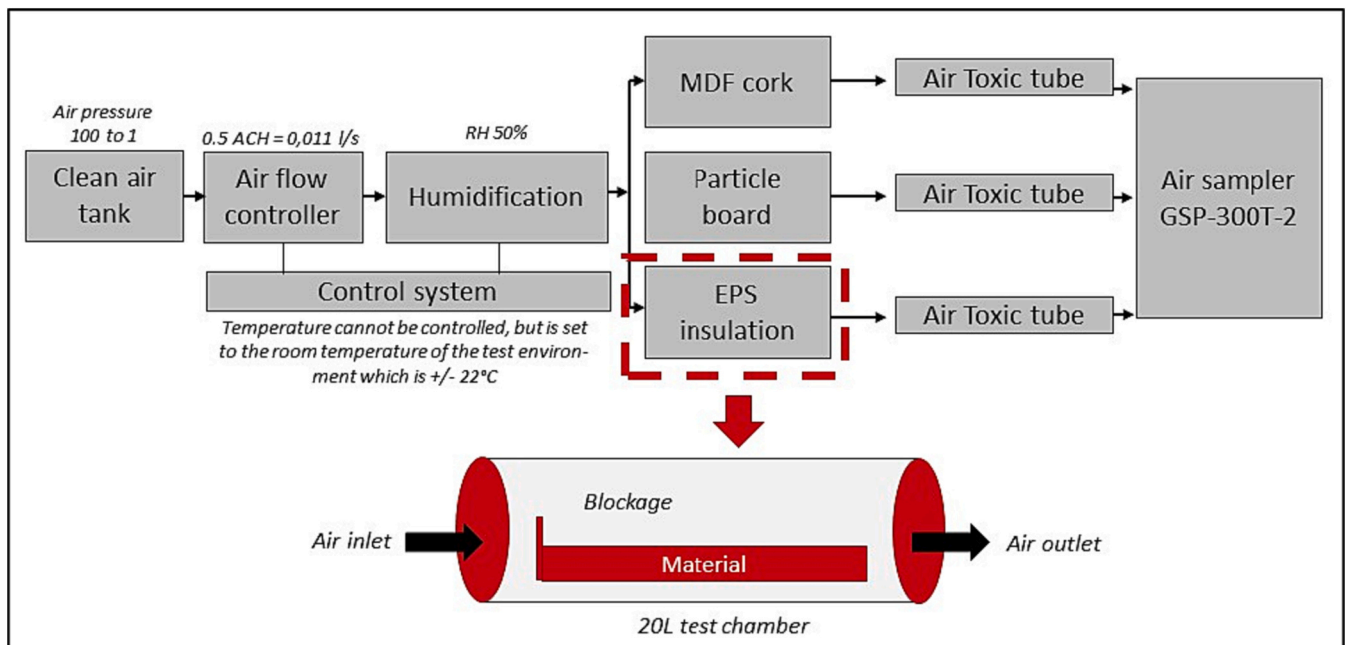 Air pressure
100 to 1
Clean air
tank
0.5 ACH = 0,011 l/s
Air flow
controller
RH 50%
Humidification
Control system
Temperature cannot be controlled, but is set
to the room temperature of the test environ-
ment which is +/- 22°C
MDF cork
Particle
board
EPS
insulation
Air Toxic tube
Air Toxic tube
Air Toxic tube
Air sampler
GSP-300T-2
Blockage
Air inlet
Material
Air outlet
20L test chamber